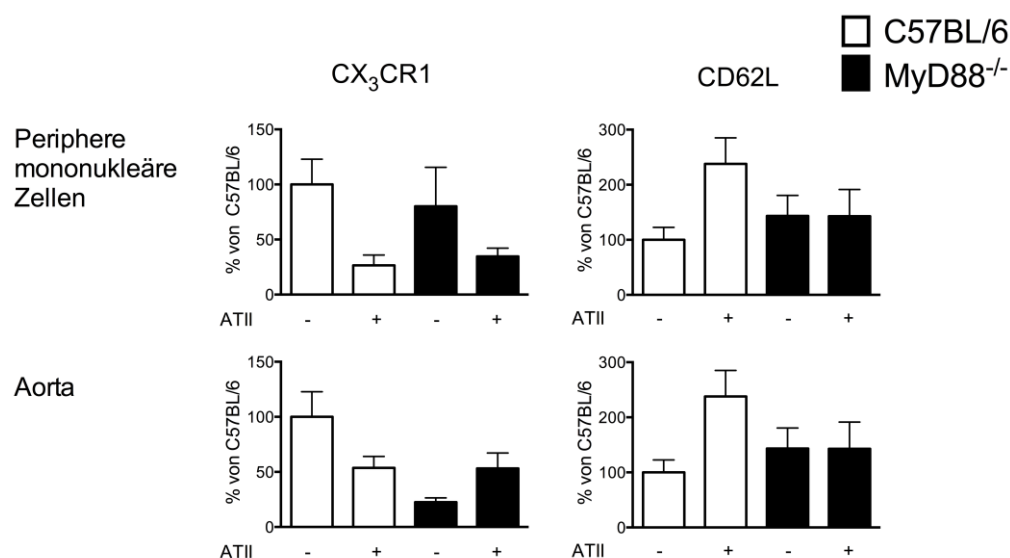 C57BL/6
MyD88-/-
CX3CR1
CD62L
Periphere
mononukleäre
Zellen
% von C57BL/6
150
100
50
0
ATII - + - +
% von C57BL/6
300
200
100
0
ATII - + - +
Aorta
% von C57BL/6
150
100
50
0
ATII - + - +
% von C57BL/6
300
200
100
0
ATII - + - +